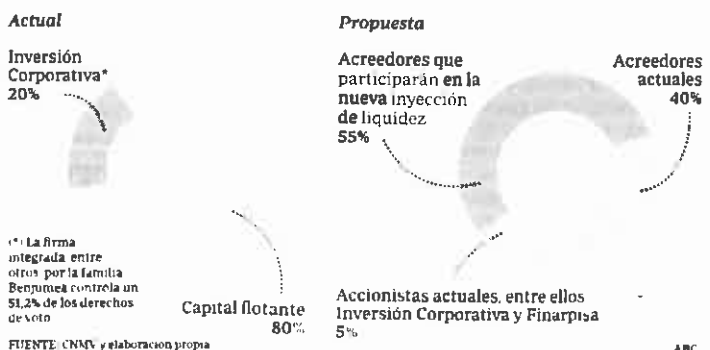 Actual
Inversión
Corporativa*
20%
(*) La firma
integrada entre
otros por la familia
Benjumea controla un
51,2% de los derechos
de voto
Capital flotante
80%
FUENTE: CNMV y elaboración propia
Propuesta
Acreedores que
participarán en la
nueva inyección
de liquidez
55%
Acreedores
actuales
40%
Accionistas actuales, entre ellos
Inversión Corporativa y Finarpisa
5%
ABC